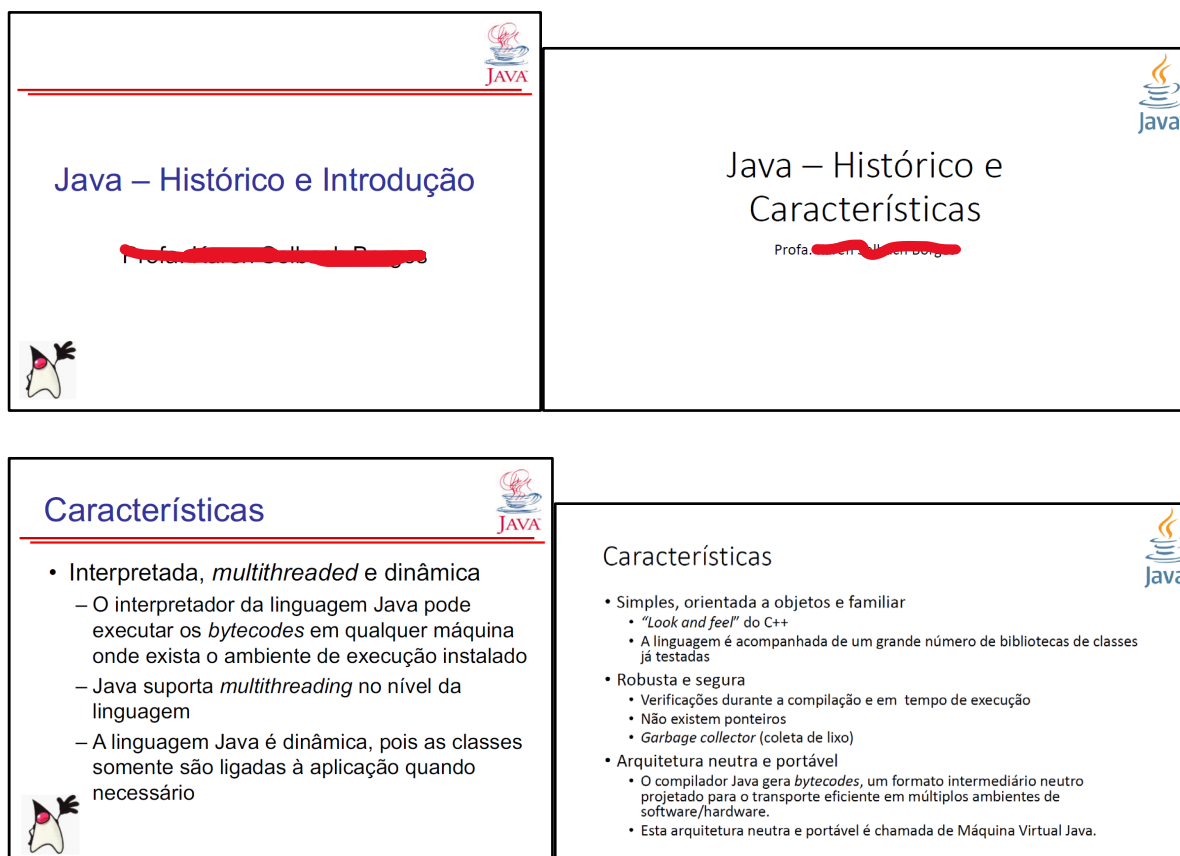 JAVA
Java – Histórico e Introdução
Java
Java – Histórico e
Características
Profa.
JAVA
Características
• Interpretada, multithreaded e dinâmica
– O interpretador da linguagem Java pode
executar os bytecodes em qualquer máquina
onde exista o ambiente de execução instalado
– Java suporta multithreading no nível da
linguagem
– A linguagem Java é dinâmica, pois as classes
somente são ligadas à aplicação quando
necessário
Java
Características
• Simples, orientada a objetos e familiar
• “Look and feel” do C++
• A linguagem é acompanhada de um grande número de bibliotecas de classes
já testadas
• Robusta e segura
• Verificações durante a compilação e em tempo de execução
• Não existem ponteiros
• Garbage collector (coleta de lixo)
• Arquitetura neutra e portável
• O compilador Java gera bytecodes, um formato intermediário neutro
projetado para o transporte eficiente em múltiplos ambientes de
software/hardware.
• Esta arquitetura neutra e portável é chamada de Máquina Virtual Java.